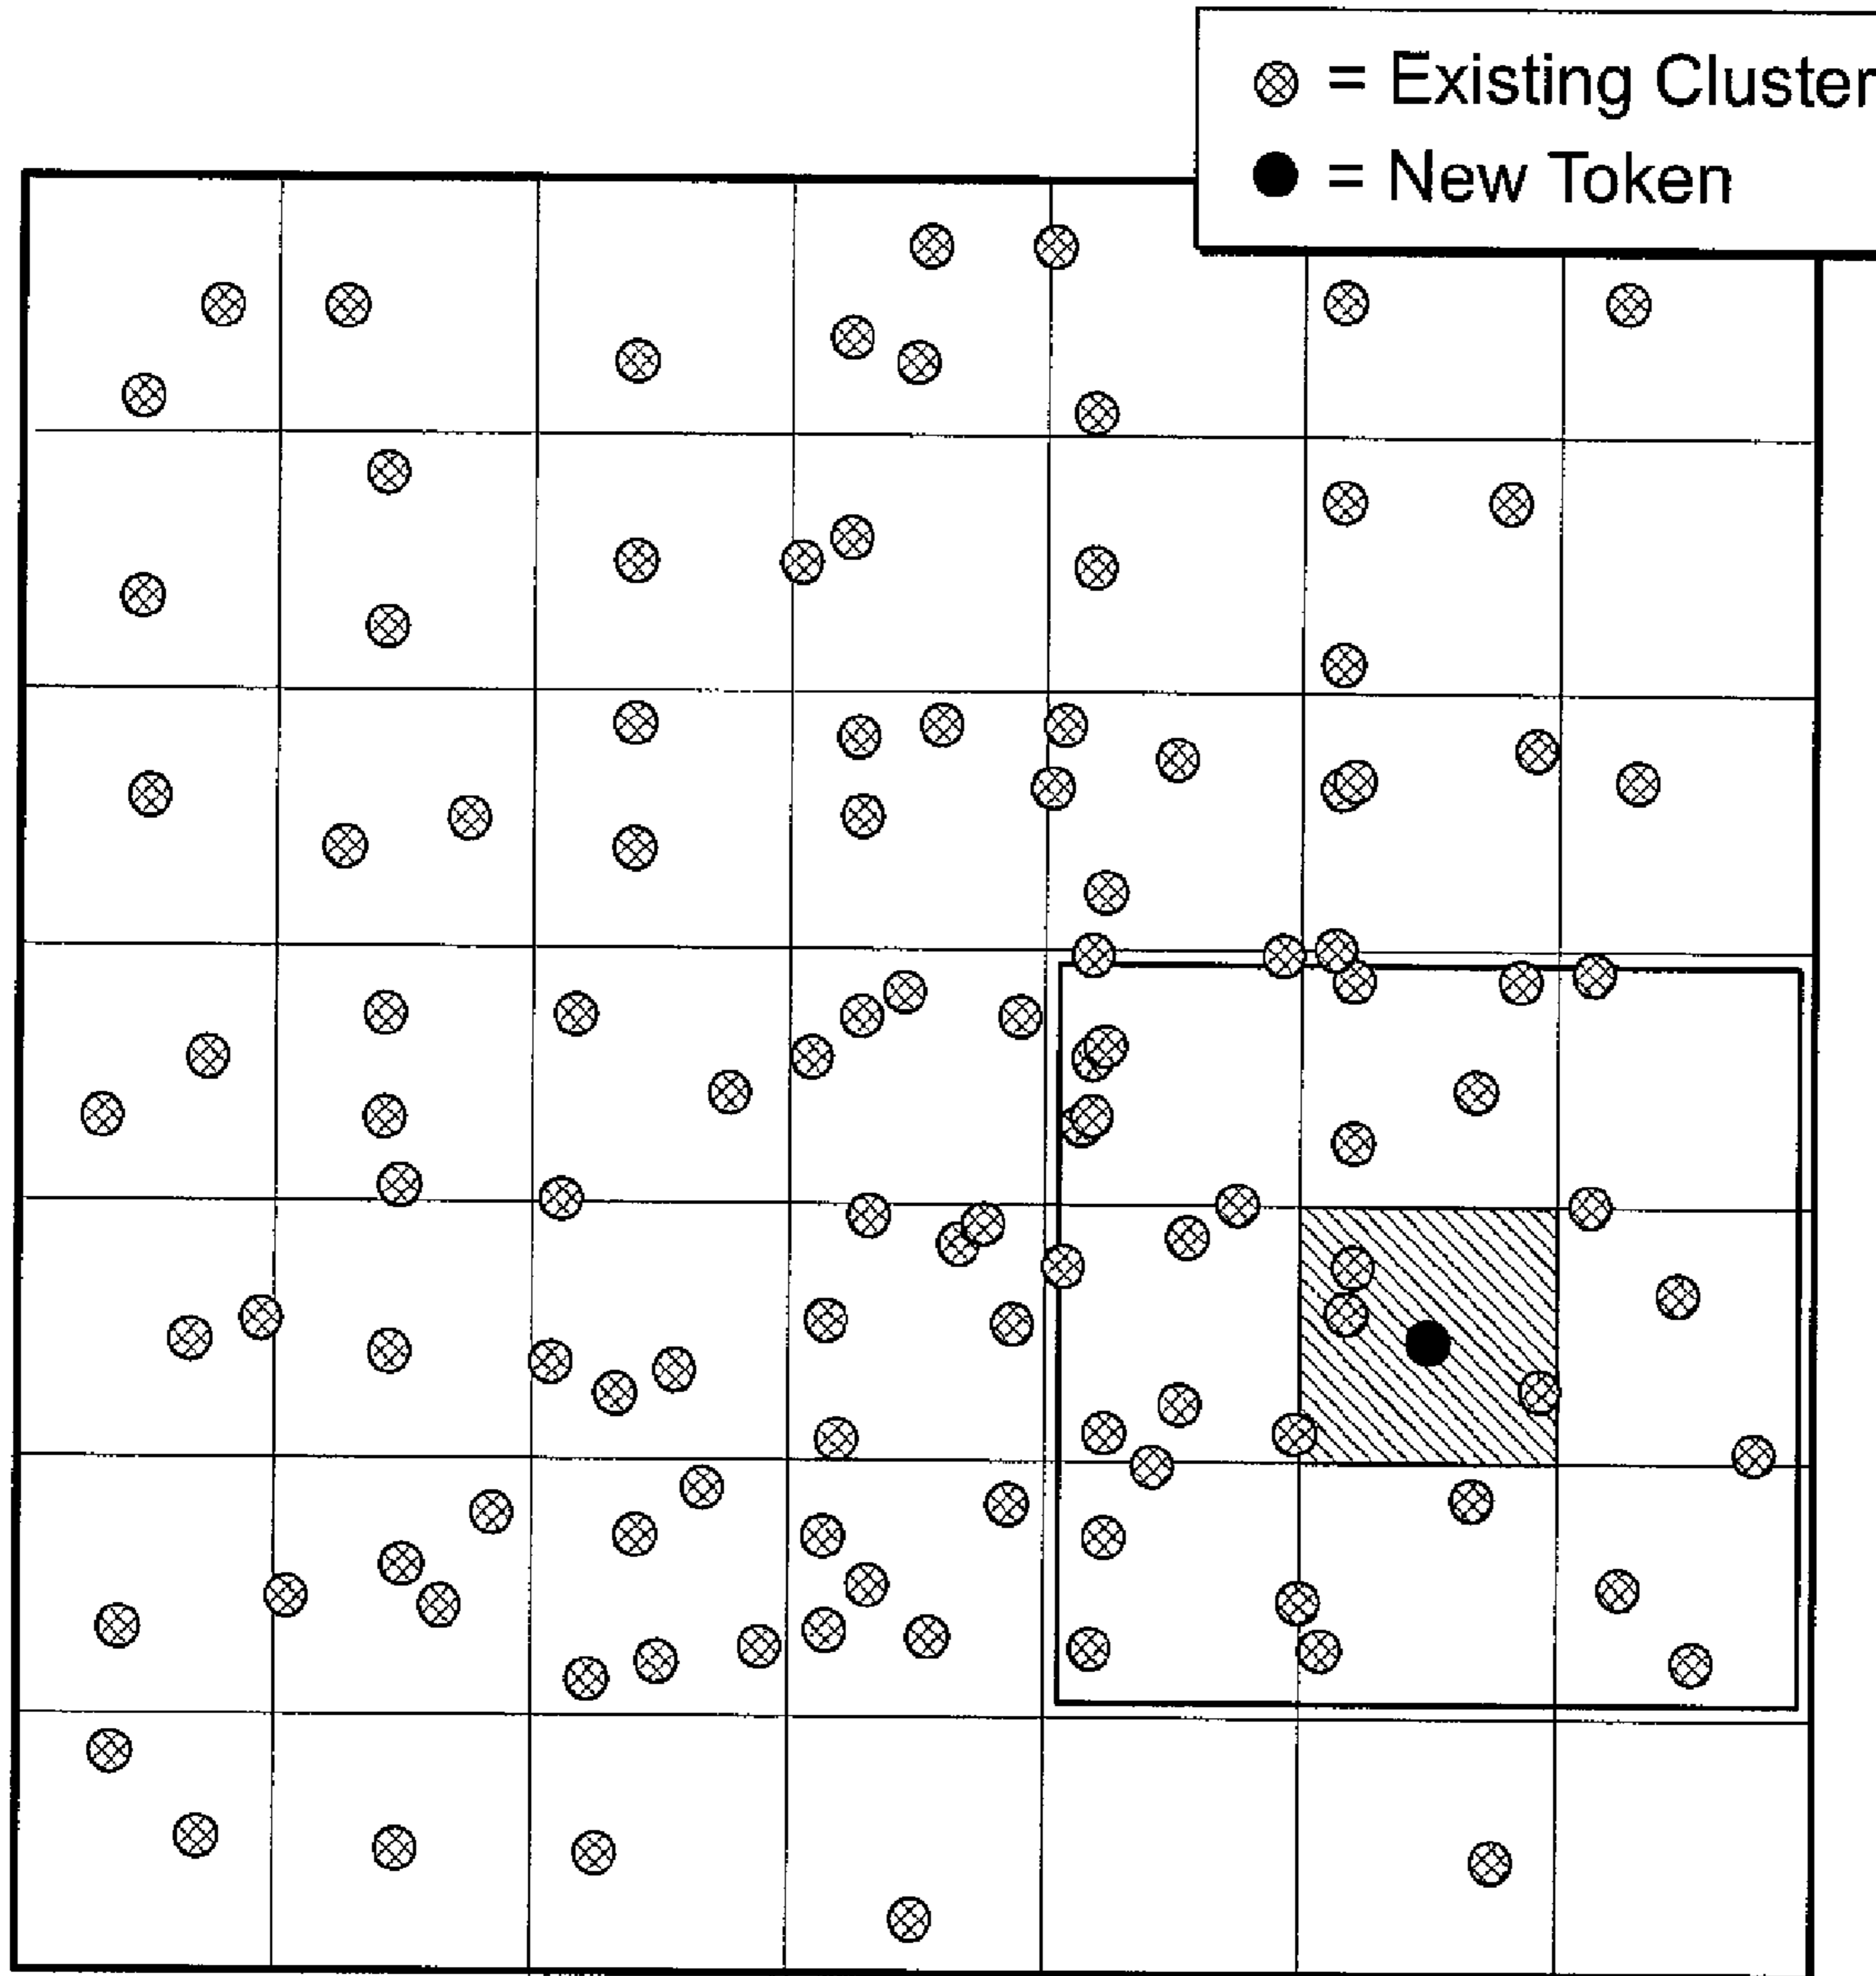 = Existing Cluster
= New Token